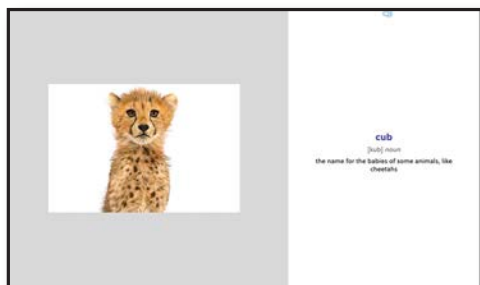 cub
[kub] noun
the name for the babies of some animals, like
cheetahs